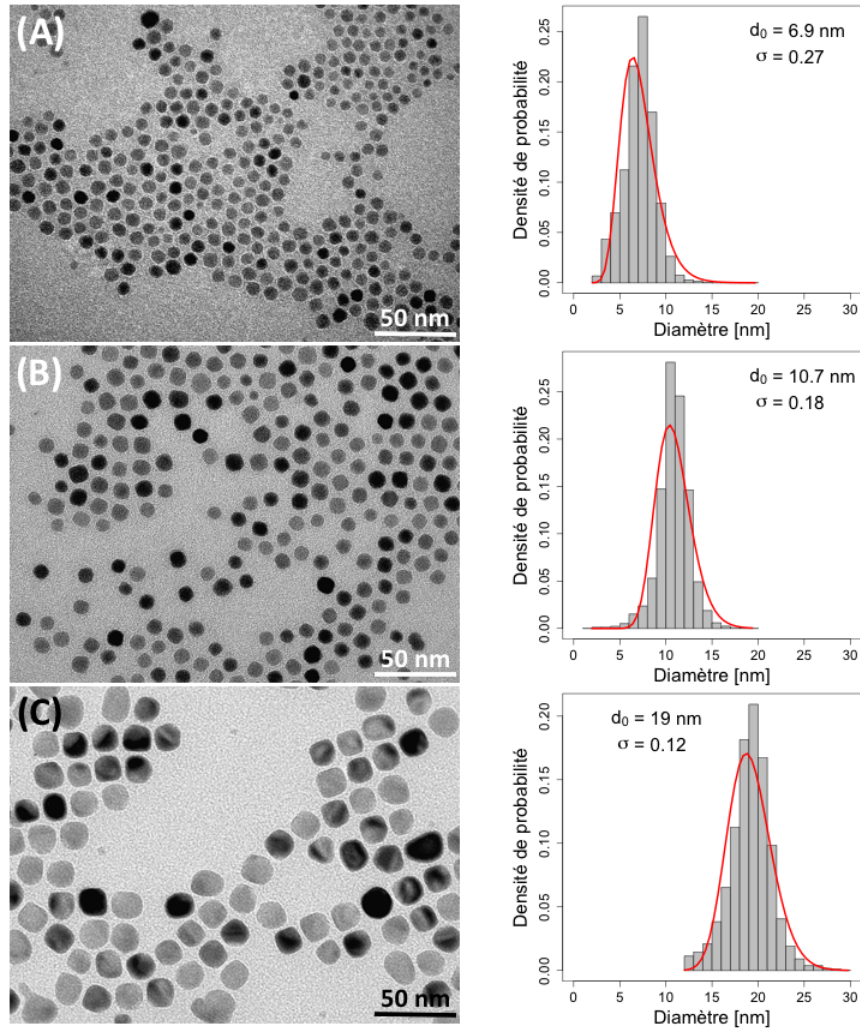 (A)
50 nm
d₀ = 6.9 nm
σ = 0.27
Densité de probabilité
0.00 0.05 0.10 0.15 0.20 0.25
0 5 10 15 20 25 30
Diamètre [nm]
(B)
50 nm
d₀ = 10.7 nm
σ = 0.18
Densité de probabilité
0.00 0.05 0.10 0.15 0.20 0.25
0 5 10 15 20 25 30
Diamètre [nm]
(C)
50 nm
d₀ = 19 nm
σ = 0.12
Densité de probabilité
0.00 0.05 0.10 0.15 0.20
0 5 10 15 20 25 30
Diamètre [nm]